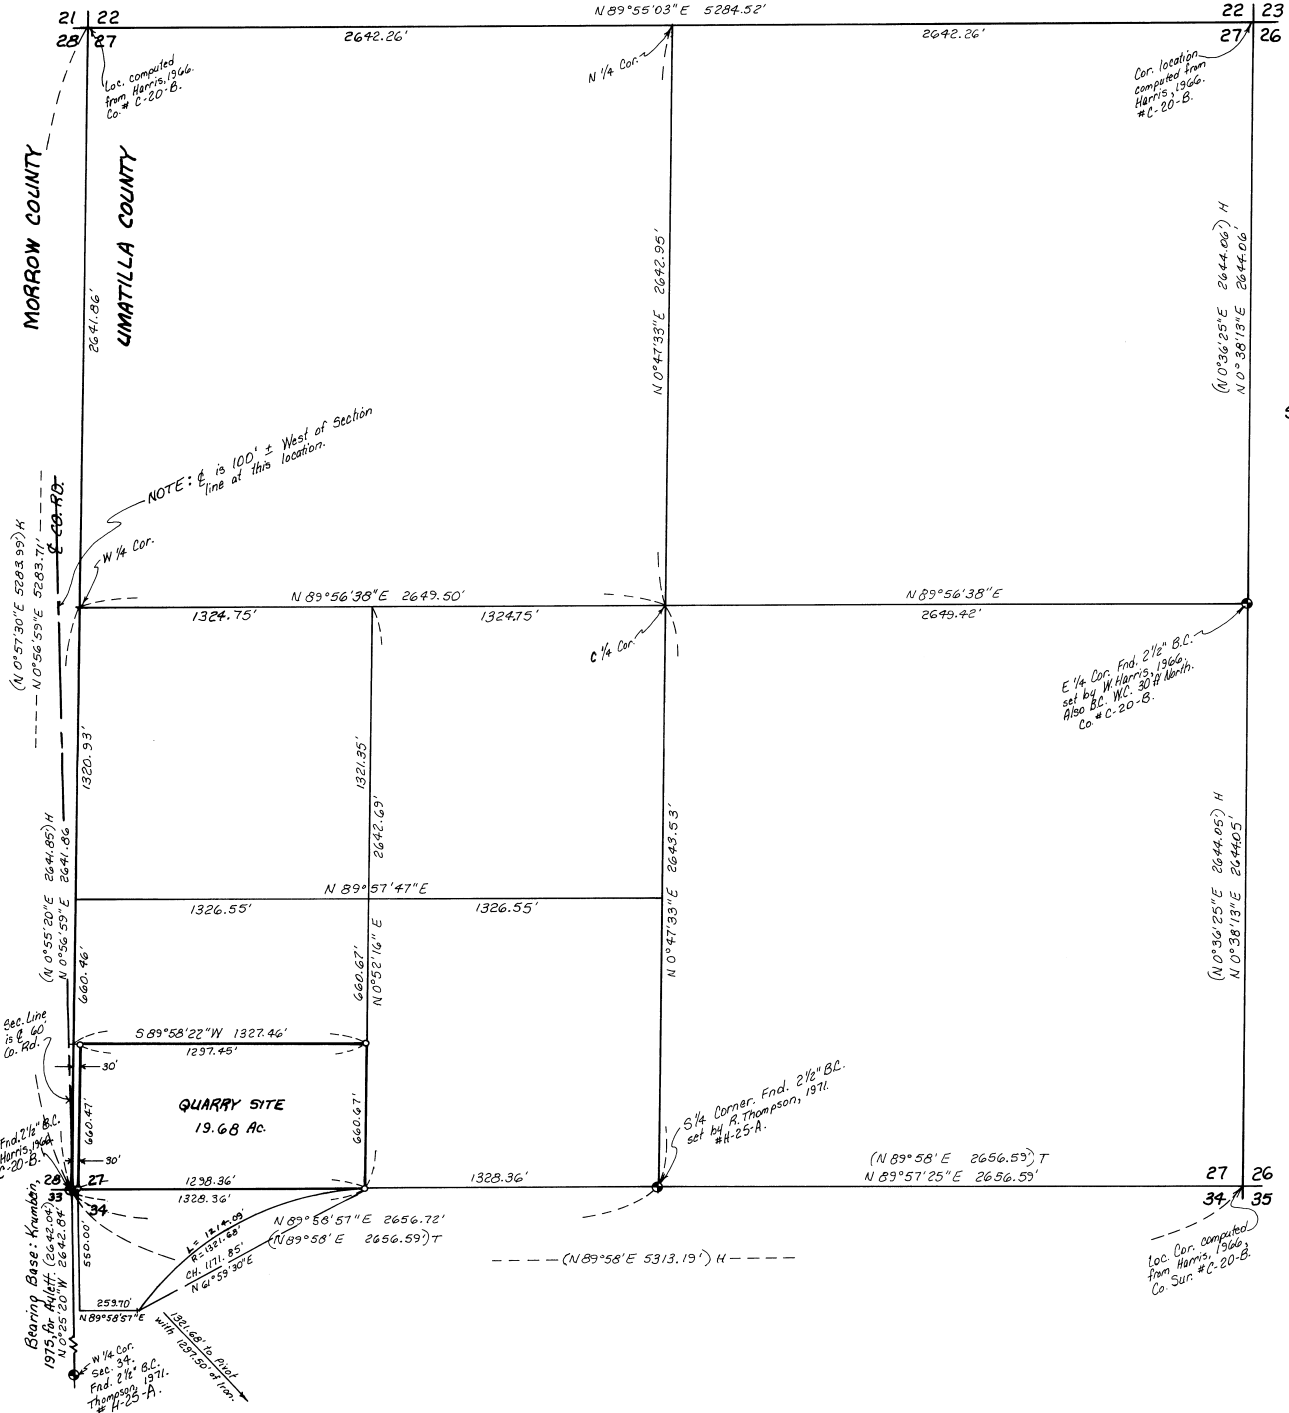 21 | 22
28 | 27
N 89°55'03" E 5284.52'
2642.26'
2642.26'
22 | 23
27 | 26
Loc. computed
from Harris, 1966.
Co. # C-20-B.
N 1/4 Cor.
Cor. location
computed from
Harris, 1966.
# C-20-B.
MORROW COUNTY
UMATILLA COUNTY
2641.86'
N 0°47'33" E 2642.95'
(N 0°36'25" E 2644.06') H
N 0°38'13" E 2644.06'
NOTE: ℄ is 100' ± West of Section
line at this location.
℄ CO. RD.
(N 0°57'30" E 5283.99') H
N 0°56'59" E 5283.71'
W 1/4 Cor.
N 89°56'38" E 2649.50'
1324.75'
1324.75'
N 89°56'38" E
2649.42'
C 1/4 Cor.
E 1/4 Cor. Fnd. 2 1/2" B.C.
set by W. Harris, 1966.
Also B.C. W.C. 30 ft North.
Co. # C-20-B.
1320.93'
1321.35'
2642.69'
(N 0°55'20" E 2641.85') H
N 0°56'59" E 2641.86
N 89°57'47" E
1326.55'
1326.55'
N 0°47'33" E 2643.53'
(N 0°36'25" E 2644.05') H
N 0°38'13" E 2644.05'
660.46'
660.67'
N 0°52'16" E
Sec. Line
is ℄ 60'
Co. Rd.
S 89°58'22" W 1327.46'
1297.45'
30'
QUARRY SITE
19.68 Ac.
660.47'
660.67'
30'
Fnd. 2 1/2" B.C.
Harris, 1966
C-20-B.
S 1/4 Corner. Fnd. 2 1/2" B.C.
set by R. Thompson, 1971.
# H-25-A.
28 | 27
33 | 34
1298.36'
1328.36'
1328.36'
(N 89°58' E 2656.59') T
N 89°57'25" E 2656.59'
27 | 26
34 | 35
N 89°58'57" E 2656.72'
(N 89°58' E 2656.59') T
(N 89°58' E 5313.19') H
L = 1214.09'
R = 1321.68'
CH. 1171.85'
N 61°59'30" E
Loc. Cor. computed
from Harris, 1966,
Co. Sur. # C-20-B.
Bearing Base: Krumbein,
1975, for Aylett. (2642.04')
N 0°25'20" W 2642.84'
550.00'
259.70'
N 89°58'57" E
1321.68' to Pivot
with 1297.50' of Iron.
W 1/4 Cor.
Sec. 34.
Fnd. 2 1/2" B.C.
Thompson, 1971.
# H-25-A.